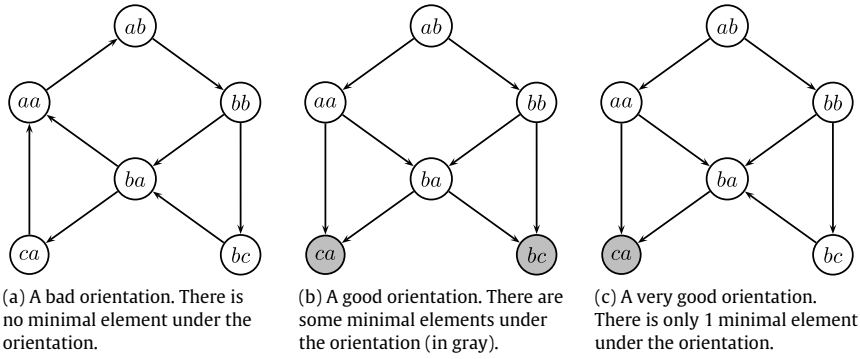 ab
aa
bb
ba
ca
bc
ab
aa
bb
ba
ca
bc
ab
aa
bb
ba
ca
bc
(a) A bad orientation. There is
no minimal element under the
orientation.
(b) A good orientation. There are
some minimal elements under
the orientation (in gray).
(c) A very good orientation.
There is only 1 minimal element
under the orientation.